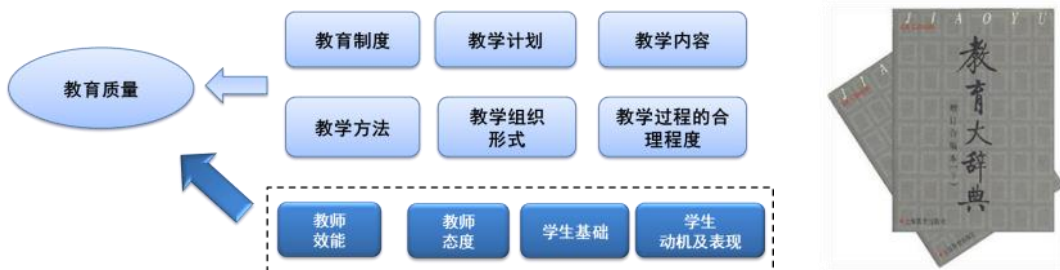 教育质量
教育制度
教学计划
教学内容
教学方法
教学组织
形式
教学过程的合
理程度
教师
效能
教师
态度
学生基础
学生
动机及表现
JIAOYU
教育大辞典
JIA